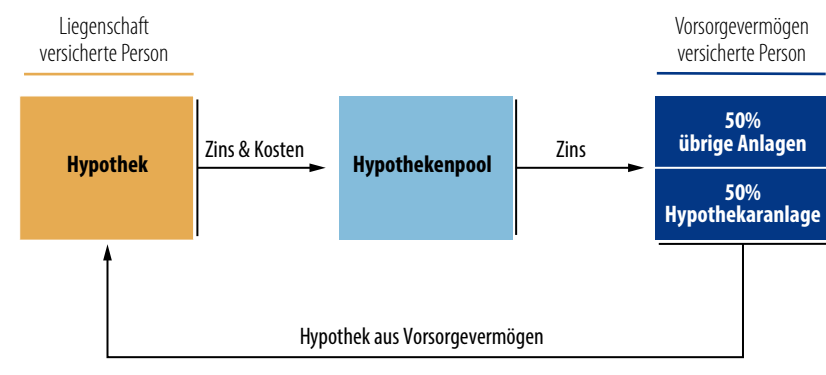 Liegenschaft
versicherte Person
Vorsorgevermögen
versicherte Person
Hypothek
Zins & Kosten
Hypothekenpool
Zins
50%
übrige Anlagen
50%
Hypothekaranlage
Hypothek aus Vorsorgevermögen